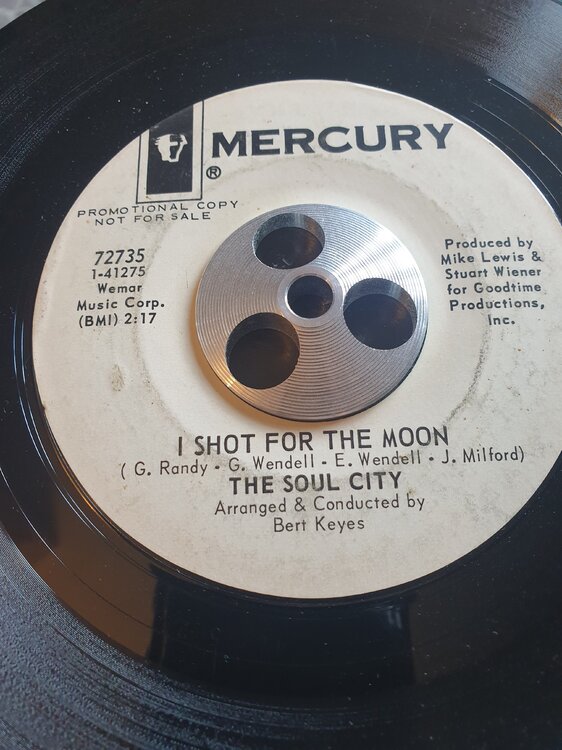 MERCURY
®
PROMOTIONAL COPY
NOT FOR SALE
72735
1-41275
Wemar
Music Corp.
(BMI) 2:17
Produced by
Mike Lewis &
Stuart Wiener
for Goodtime
Productions,
Inc.
I SHOT FOR THE MOON
( G. Randy - G. Wendell - E. Wendell - J. Milford)
THE SOUL CITY
Arranged & Conducted by
Bert Keyes